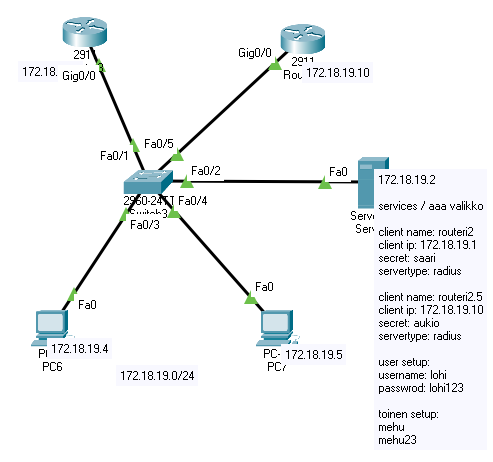 291
172.18.
Gig0/0
Gig0/0
2911
Rou
172.18.19.10
Fa0/1
Fa0/5
Fa0/2
Fa0
2960-24TT
Switch3
Fa0/4
Fa0/3
Fa0
172.18.19.4
PC6
Fa0
PC-
172.18.19.5
PC7
172.18.19.0/24
Serve
Serv
172.18.19.2
services / aaa valikko
client name: routeri2
client ip: 172.18.19.1
secret: saari
servertype: radius
client name: routeri2.5
client ip: 172.18.19.10
secret: aukio
servertype: radius
user setup:
username: lohi
passwrod: lohi123
toinen setup:
mehu
mehu23